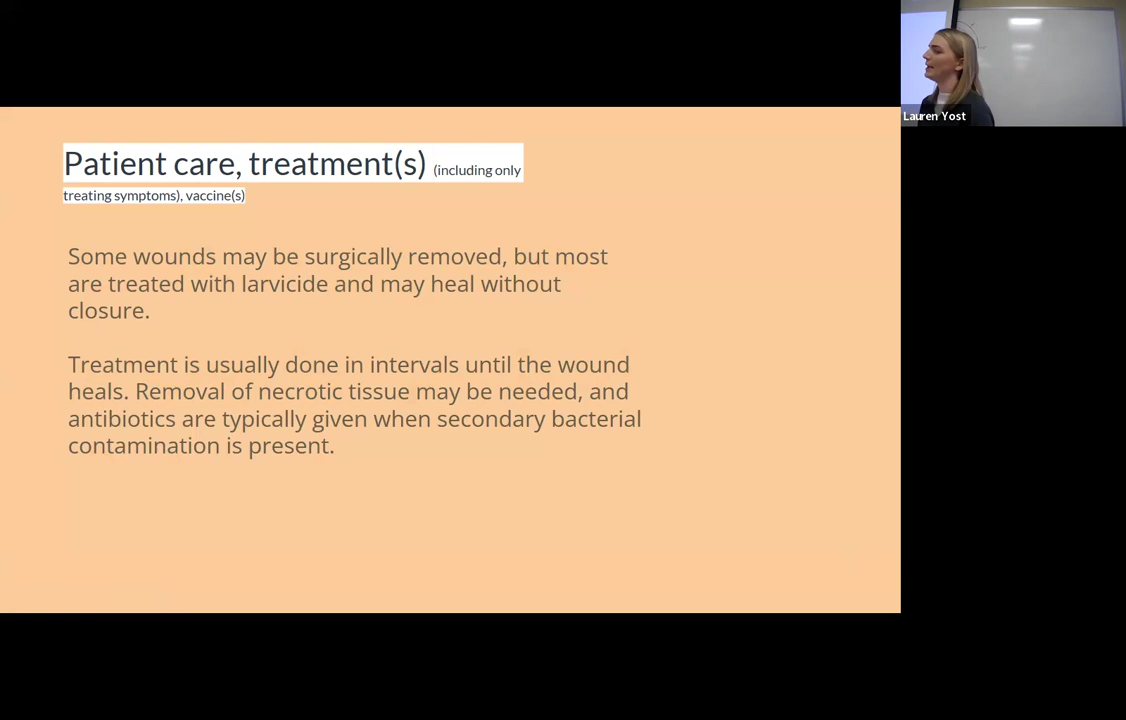 Patient care, treatment(s) (including only
treating symptoms), vaccine(s)
Some wounds may be surgically removed, but most
are treated with larvicide and may heal without
closure.
Treatment is usually done in intervals until the wound
heals. Removal of necrotic tissue may be needed, and
antibiotics are typically given when secondary bacterial
contamination is present.
Lauren Yost